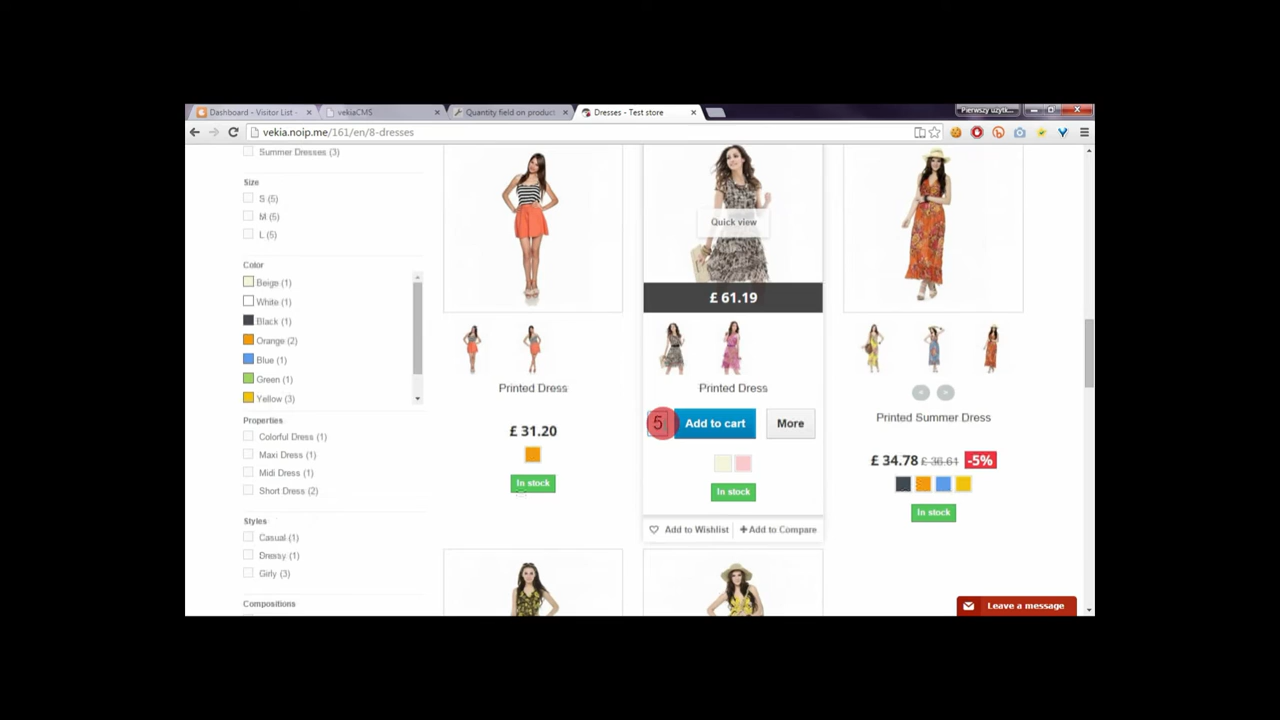 Dashboard - Visitor List -
vekiaCMS
Quantity field on product
Dresses - Test store
Pierwszy użytk...
vekia.noip.me/161/en/8-dresses
Summer Dresses (3)
Size
S (5)
M (5)
L (5)
Color
Beige (1)
White (1)
Black (1)
Orange (2)
Blue (1)
Green (1)
Yellow (3)
Properties
Colorful Dress (1)
Maxi Dress (1)
Midi Dress (1)
Short Dress (2)
Styles
Casual (1)
Dressy (1)
Girly (3)
Compositions
Printed Dress
£ 31.20
In stock
Quick view
£ 61.19
Printed Dress
5 Add to cart More
In stock
Add to Wishlist + Add to Compare
Printed Summer Dress
£ 34.78 £ 36.61 -5%
In stock
Leave a message